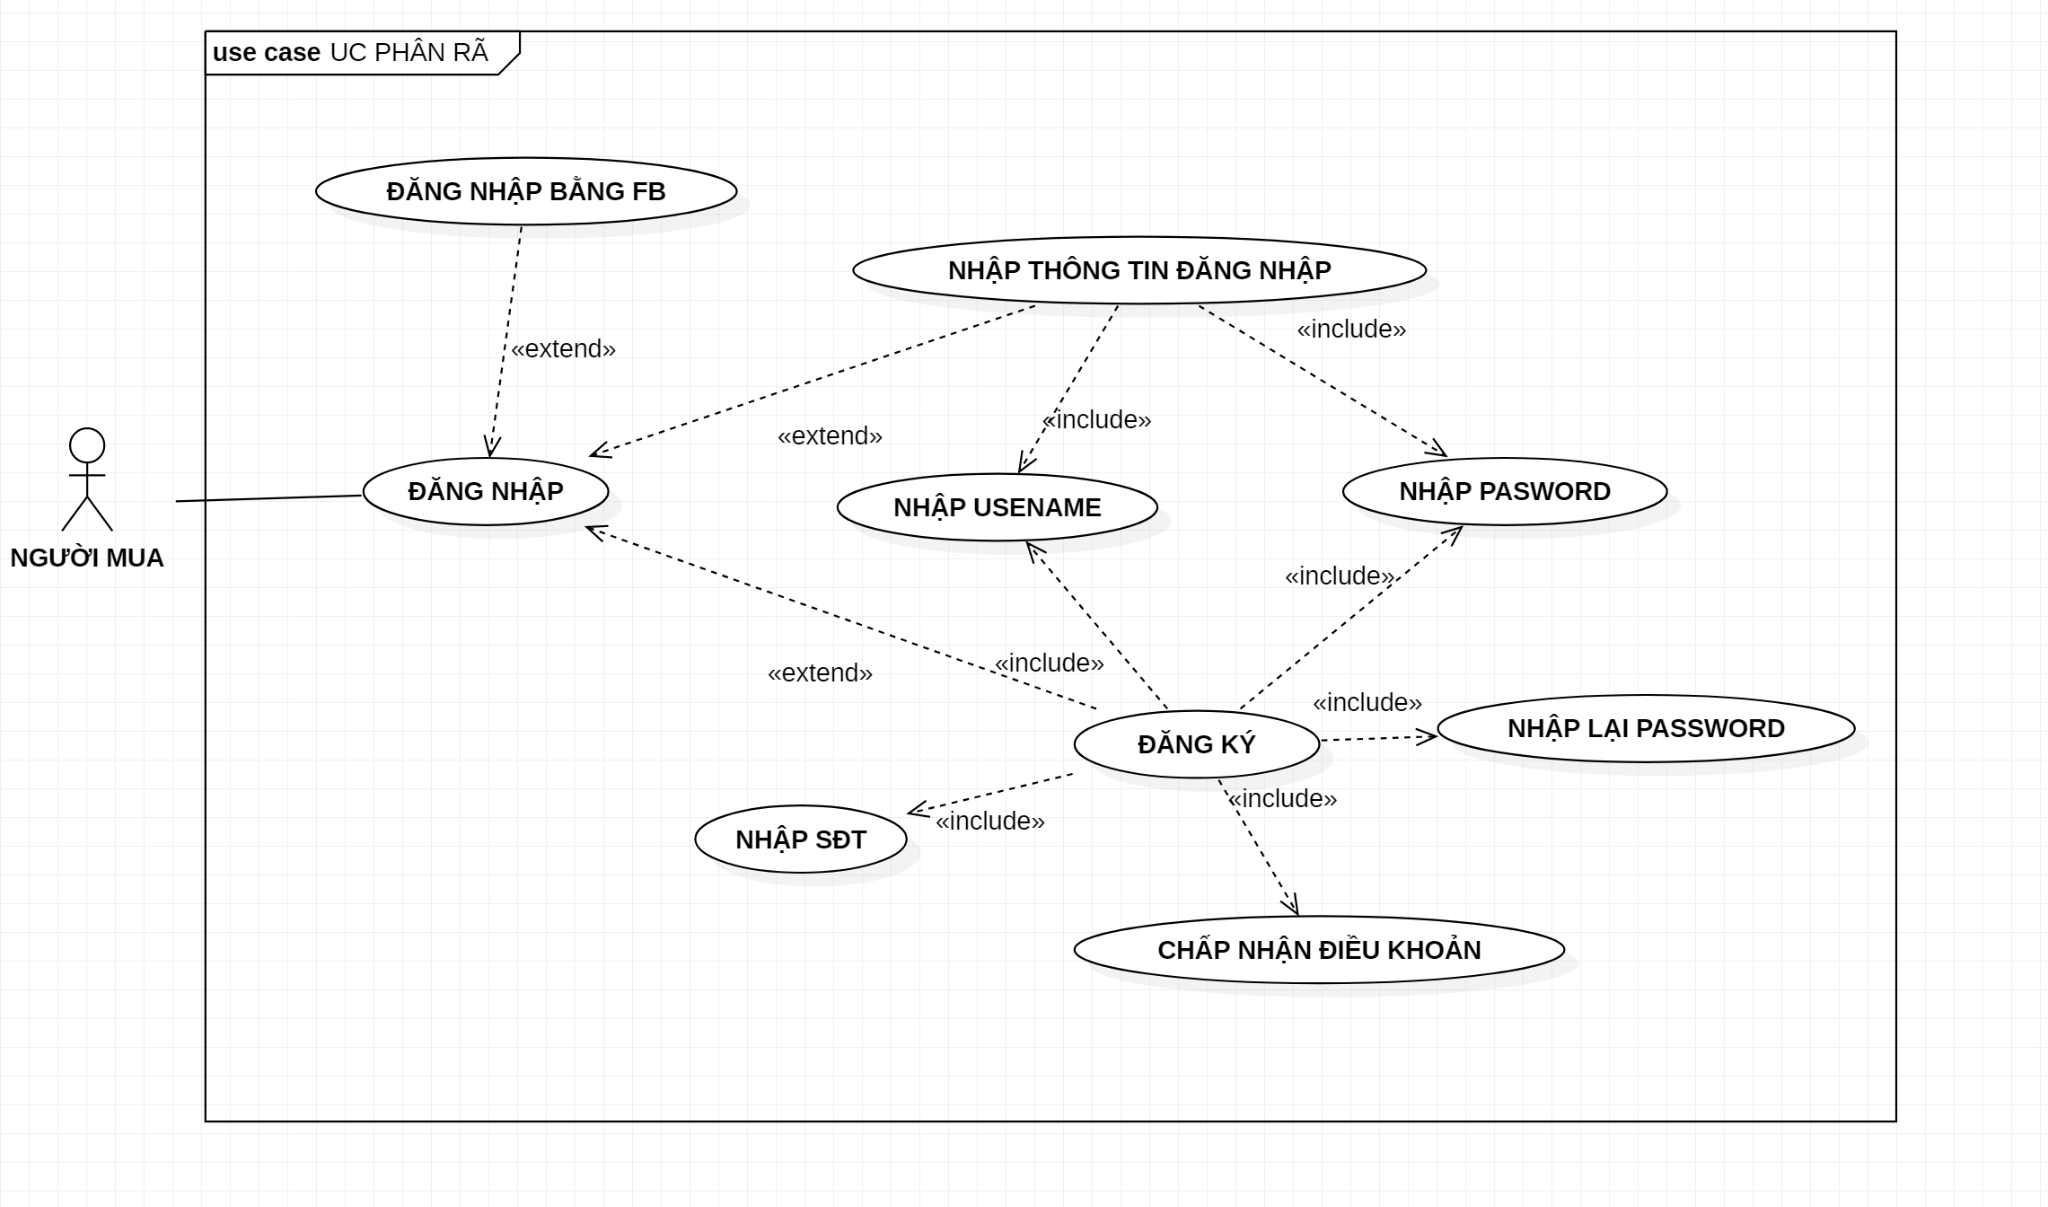 use case UC PHÂN RÃ
ĐĂNG NHẬP BẰNG FB
NHẬP THÔNG TIN ĐĂNG NHẬP
«include»
«extend»
«include»
«extend»
ĐĂNG NHẬP
NHẬP USENAME
NHẬP PASWORD
NGƯỜI MUA
«include»
«include»
«extend»
«include»
NHẬP LẠI PASSWORD
ĐĂNG KÝ
«include»
«include»
NHẬP SĐT
CHẤP NHẬN ĐIỀU KHOẢN